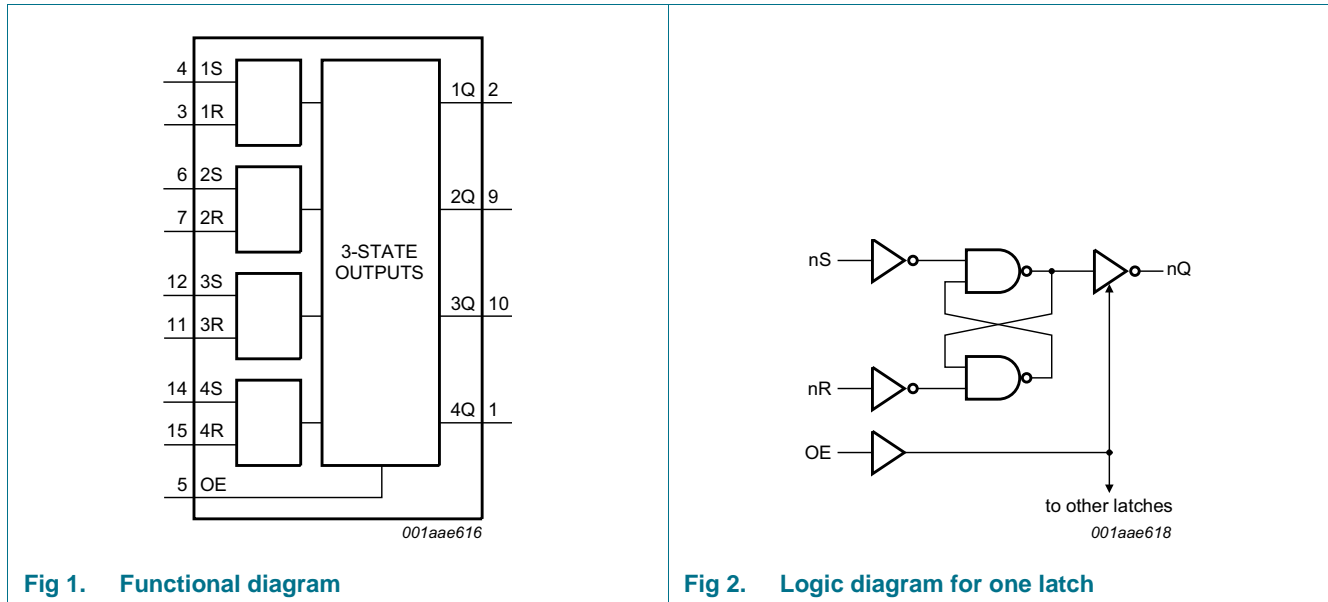 4 1S
3 1R
1Q 2
6 2S
7 2R
2Q 9
3-STATE
OUTPUTS
12 3S
11 3R
3Q 10
14 4S
15 4R
4Q 1
5 OE
001aae616
Fig 1. Functional diagram
nS
nQ
nR
OE
to other latches
001aae618
Fig 2. Logic diagram for one latch